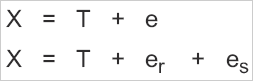 X = T + e
X = T + eᵣ + eₛ